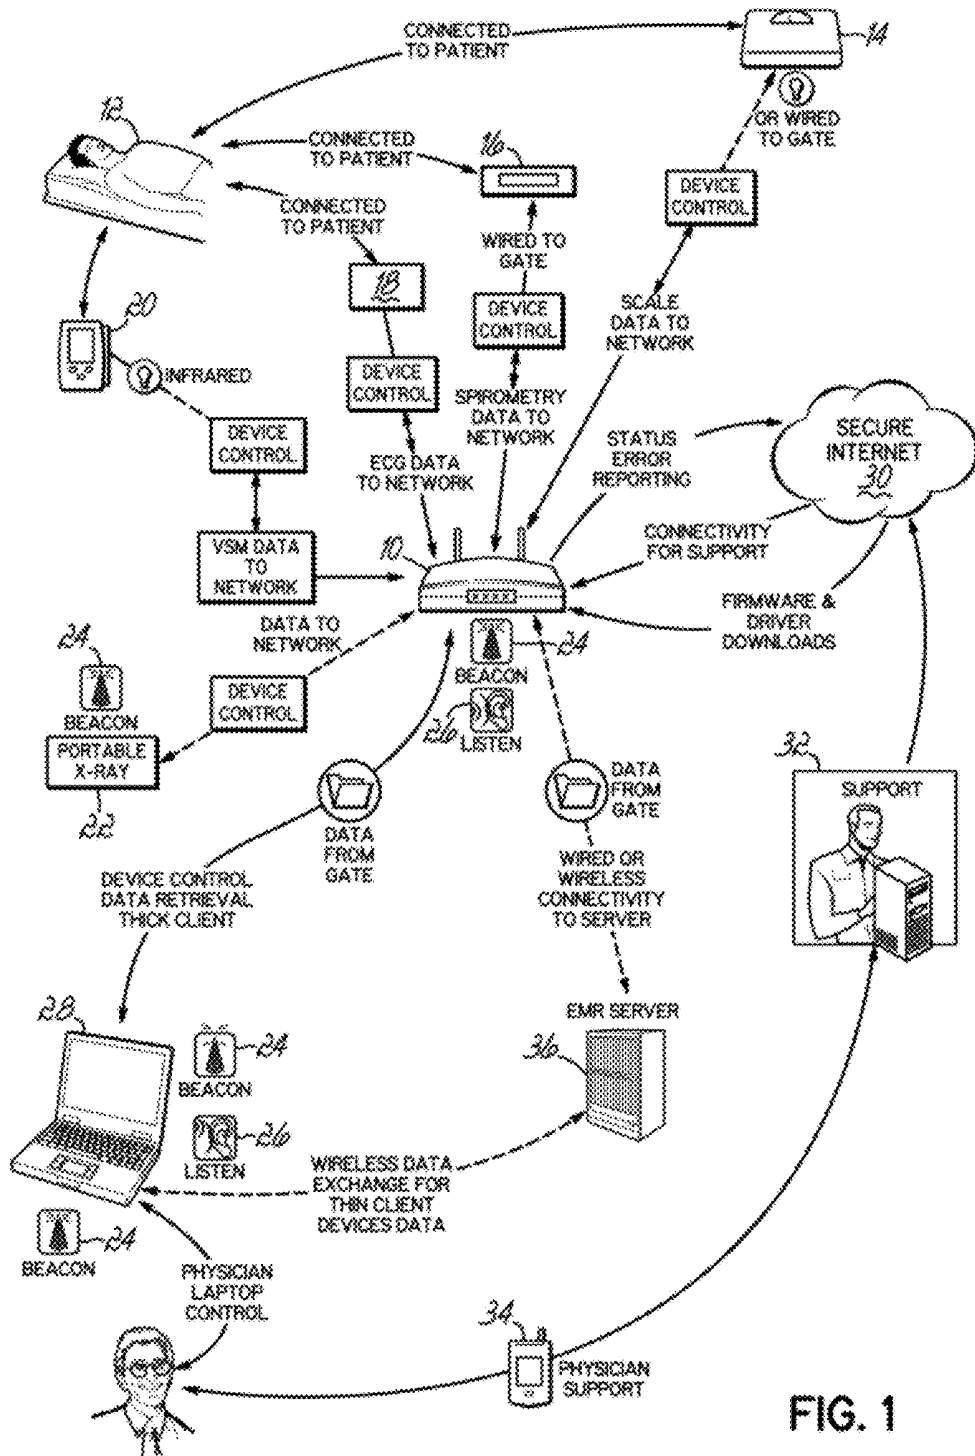 CONNECTED
TO PATIENT
14
OR WIRED
TO GATE
12
CONNECTED
TO PATIENT
16
DEVICE
CONTROL
CONNECTED
TO PATIENT
WIRED TO
GATE
18
DEVICE
CONTROL
SCALE
DATA TO
NETWORK
20
INFRARED
DEVICE
CONTROL
SPIROMETRY
DATA TO
NETWORK
DEVICE
CONTROL
ECG DATA
TO NETWORK
STATUS
ERROR
REPORTING
SECURE
INTERNET
30
VSM DATA
TO
NETWORK
10
CONNECTIVITY
FOR SUPPORT
FIRMWARE &
DRIVER
DOWNLOADS
DATA TO
NETWORK
24
BEACON
24
BEACON
DEVICE
CONTROL
26
LISTEN
PORTABLE
X-RAY
22
DATA
FROM
GATE
DATA
FROM
GATE
32
SUPPORT
DEVICE CONTROL
DATA RETRIEVAL
THICK CLIENT
WIRED OR
WIRELESS
CONNECTIVITY
TO SERVER
28
24
BEACON
EMR SERVER
36
26
LISTEN
WIRELESS DATA
EXCHANGE FOR
THIN CLIENT
DEVICES DATA
24
BEACON
PHYSICIAN
LAPTOP
CONTROL
34
PHYSICIAN
SUPPORT
FIG. 1